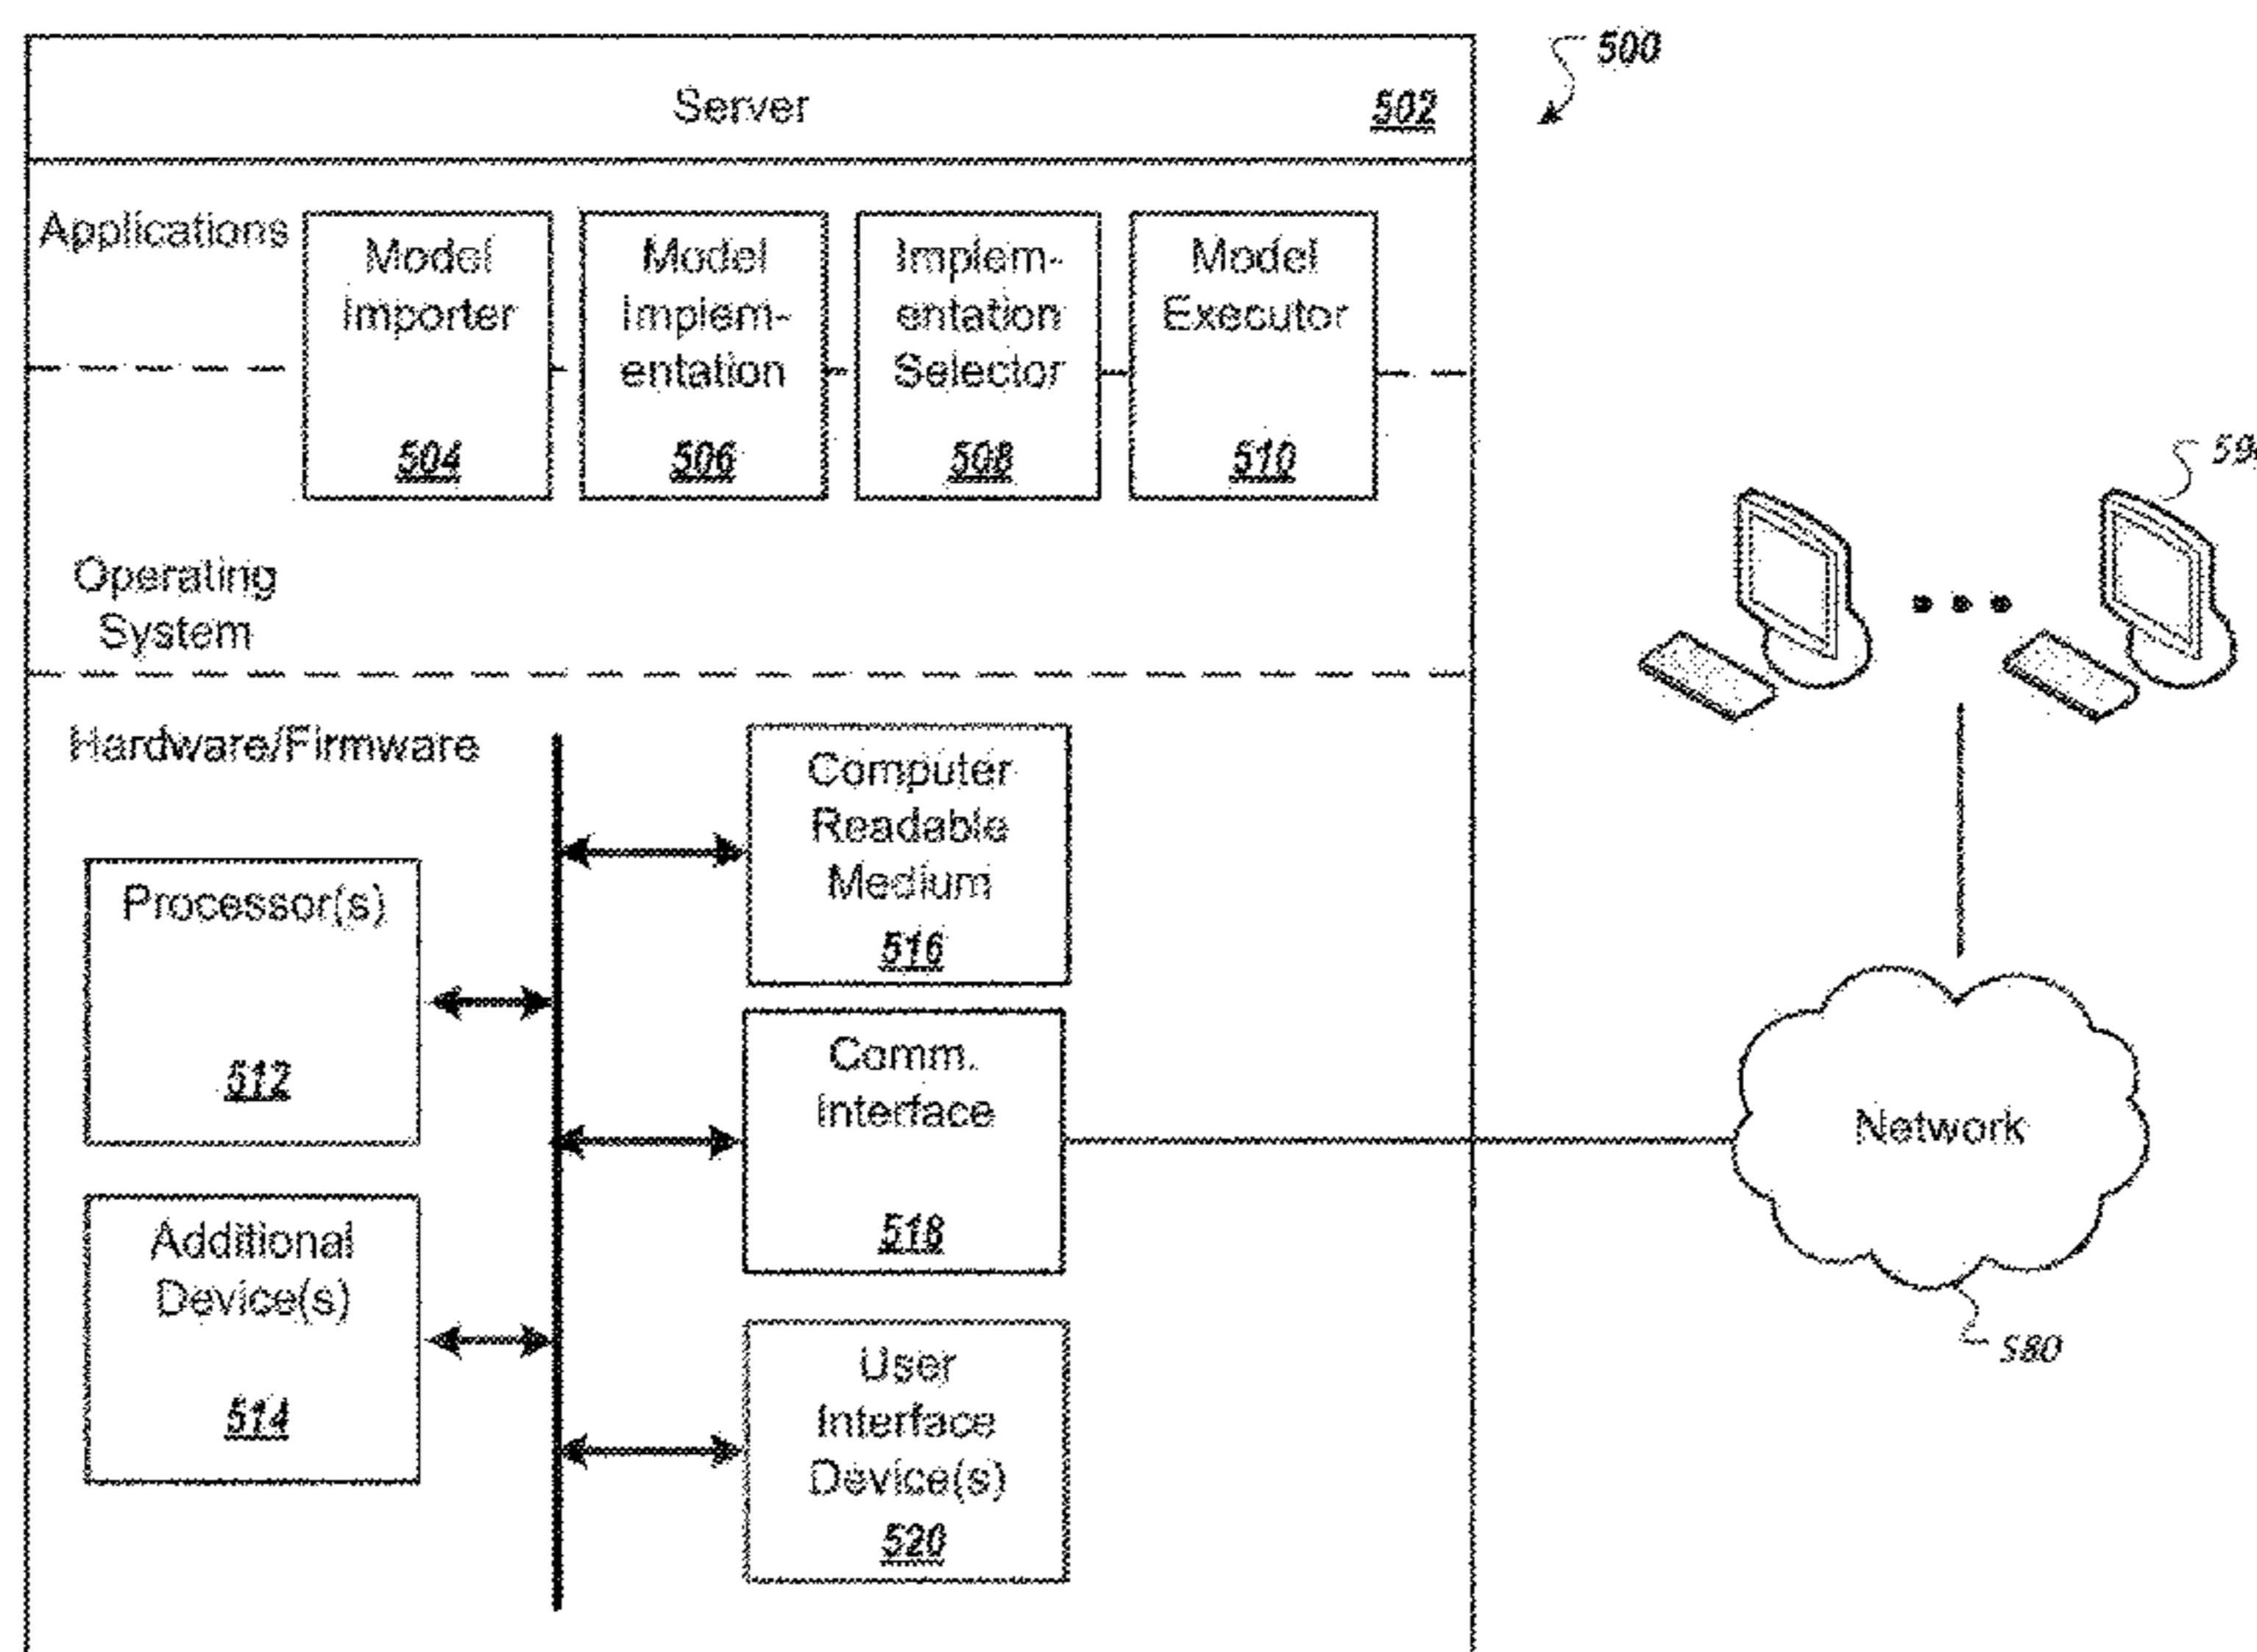 500
Server
502
Applications
Model
Importer
504
Model
Implem-
entation
506
Implem-
entation
Selector
508
Model
Executor
510
Operating
System
Hardware/Firmware
Processor(s)
512
Additional
Device(s)
514
Computer
Readable
Medium
516
Comm.
Interface
518
User
Interface
Device(s)
520
Network
580